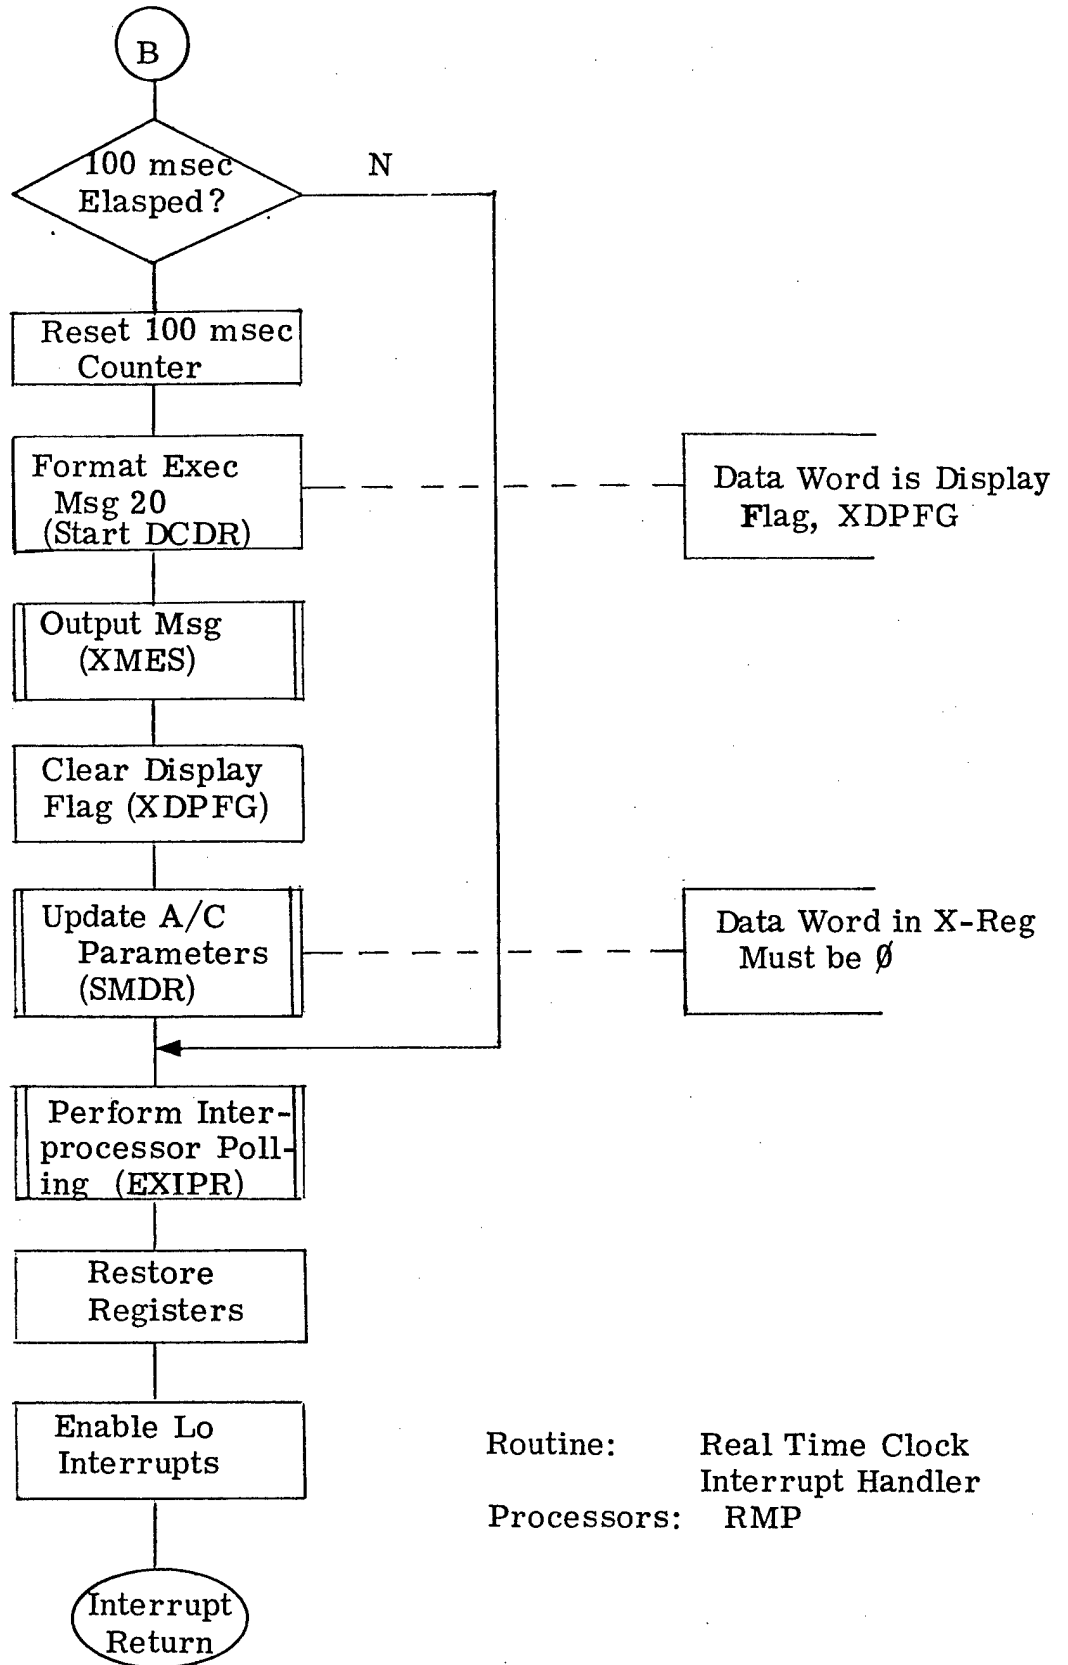 B
100 msec
Elasped?
N
Reset 100 msec
Counter
Format Exec
Msg 20
(Start DCDR)
Data Word is Display
Flag, XDPFG
Output Msg
(XMES)
Clear Display
Flag (XDPFG)
Update A/C
Parameters
(SMDR)
Data Word in X-Reg
Must be Ø
Perform Inter-
processor Poll-
ing (EXIPR)
Restore
Registers
Enable Lo
Interrupts
Routine: Real Time Clock
Interrupt Handler
Processors: RMP
Interrupt
Return